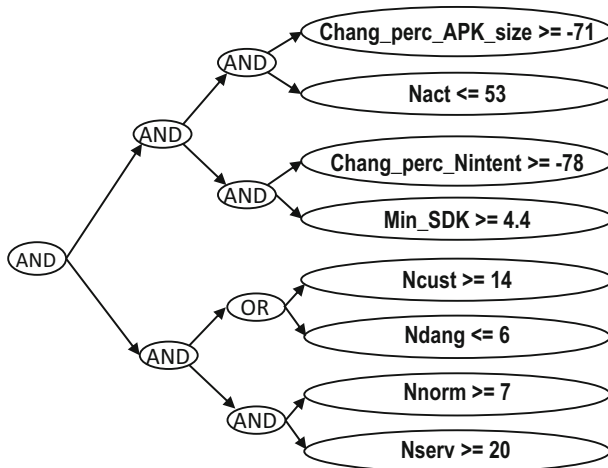 Chang_perc_APK_size >= -71
AND
Nact <= 53
AND
Chang_perc_Nintent >= -78
AND
Min_SDK >= 4.4
AND
Ncust >= 14
OR
Ndang <= 6
AND
Nnorm >= 7
AND
Nserv >= 20